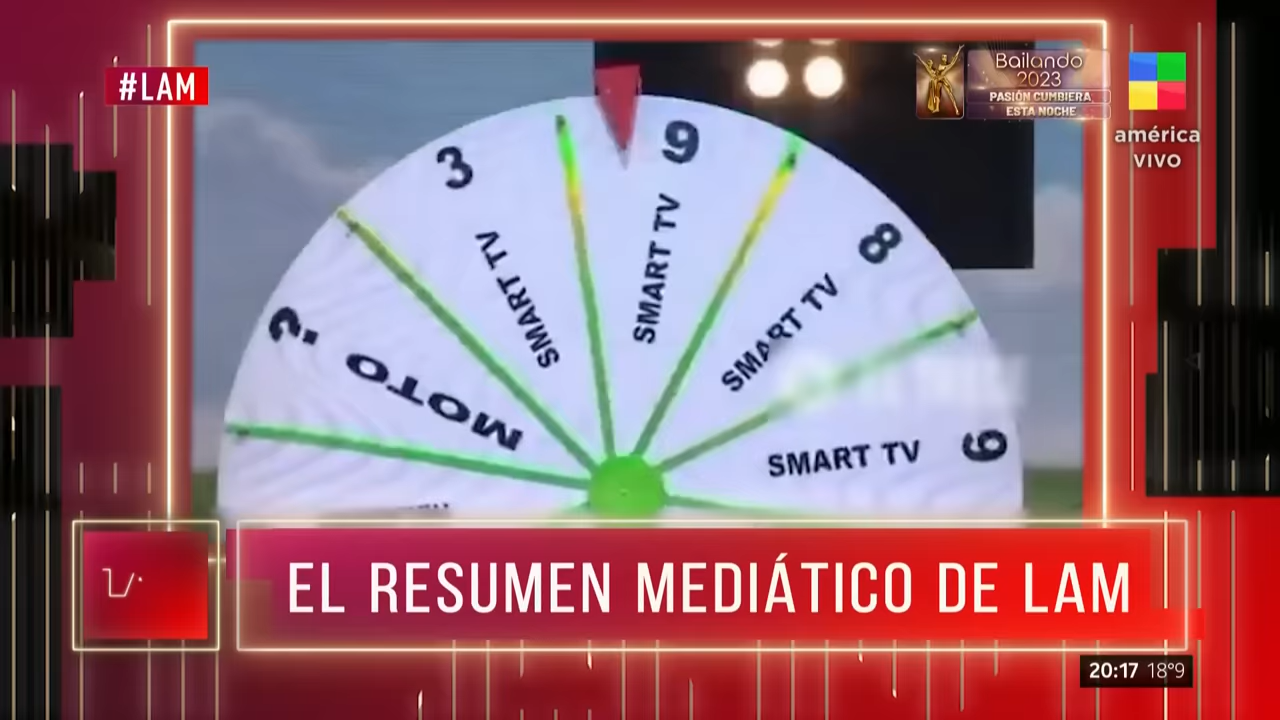 #LAM
Bailando
2023
PASIÓN CUMBIERA
ESTA NOCHE
américa
VIVO
MOTO
3
SMART TV
9
SMART TV
8
SMART TV
6
SMART TV
EL RESUMEN MEDIÁTICO DE LAM
20:17 18°9